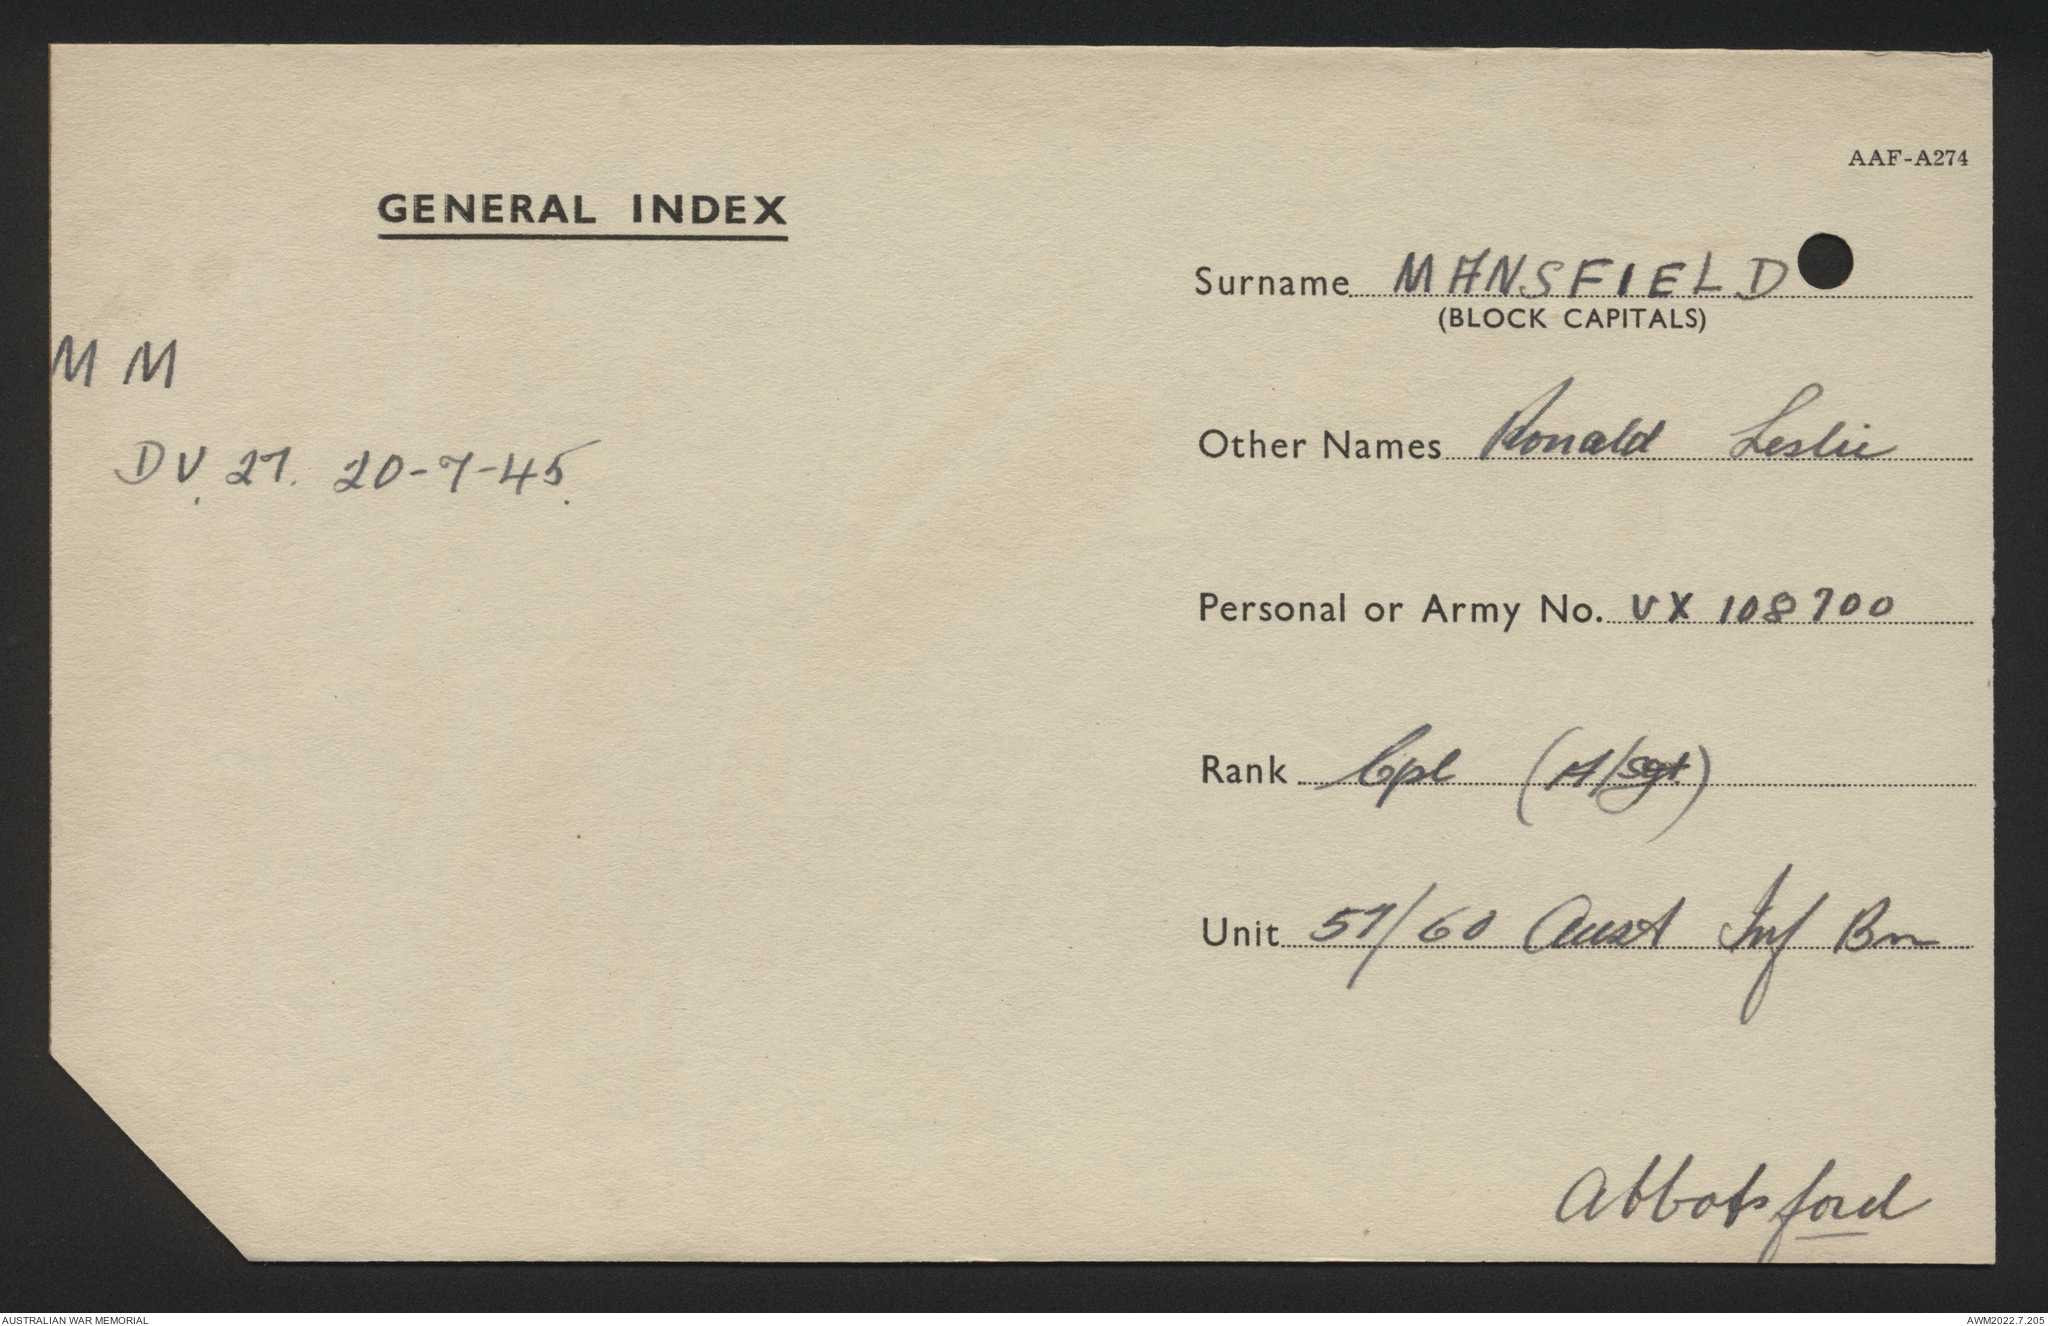 AAF-A274
GENERAL INDEX
Surname MANSFIELD
(BLOCK CAPITALS)
M M
Other Names Ronald Leslie
DV. 27. 20-7-45.
Personal or Army No. VX 108700
Rank Cpl (A/Sgt)
Unit 57/60 Aust Inf Bn
Abbotsford
AUSTRALIAN WAR MEMORIAL
AWM2022.7.205